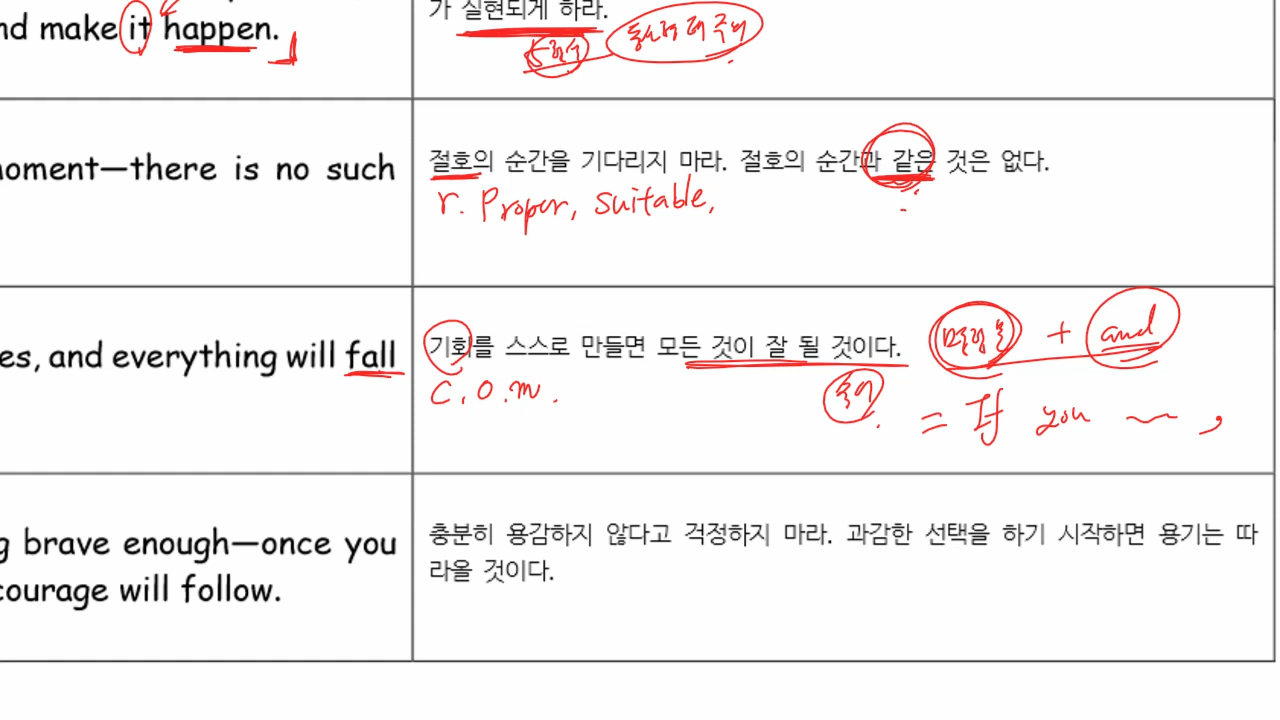 가 실현되게 하라.
nd make it happen.
절호의 순간을 기다리지 마라. 절호의 순간과 같은 것은 없다.
noment—there is no such
r. Proper, suitable,
기회를 스스로 만들면 모든 것이 잘 될 것이다.
명령문 + and
es, and everything will fall
C.O.M.
= If you ~ ,
충분히 용감하지 않다고 걱정하지 마라. 과감한 선택을 하기 시작하면 용기는 따
g brave enough—once you
라올 것이다.
courage will follow.